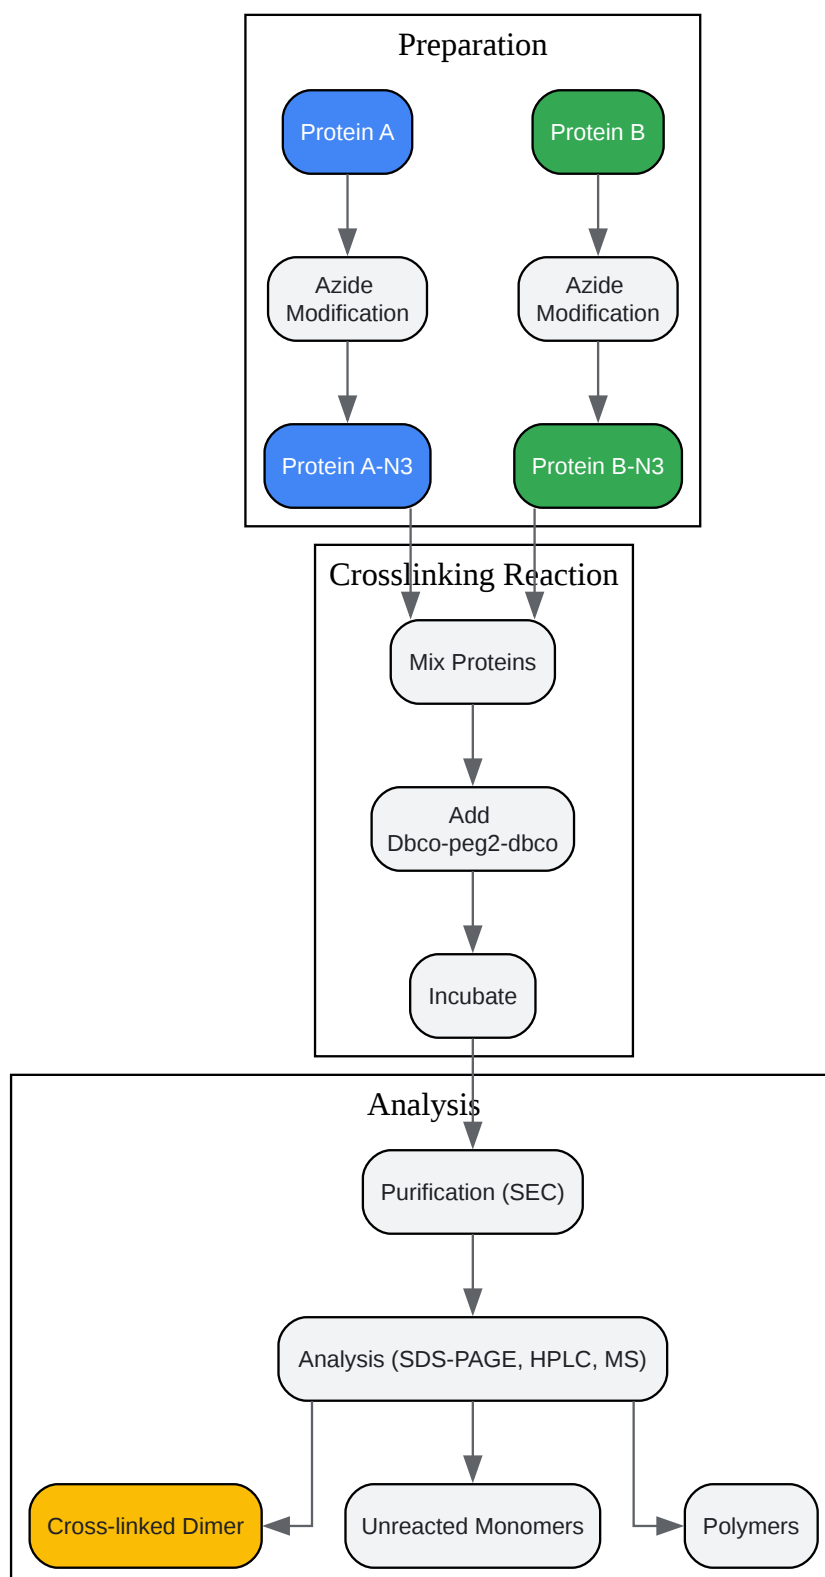 Preparation
Protein A
Protein B
Azide
Modification
Azide
Modification
Protein A-N3
Protein B-N3
Crosslinking Reaction
Mix Proteins
Add
Dbco-peg2-dbco
Incubate
Analysis
Purification (SEC)
Analysis (SDS-PAGE, HPLC, MS)
Cross-linked Dimer
Unreacted Monomers
Polymers